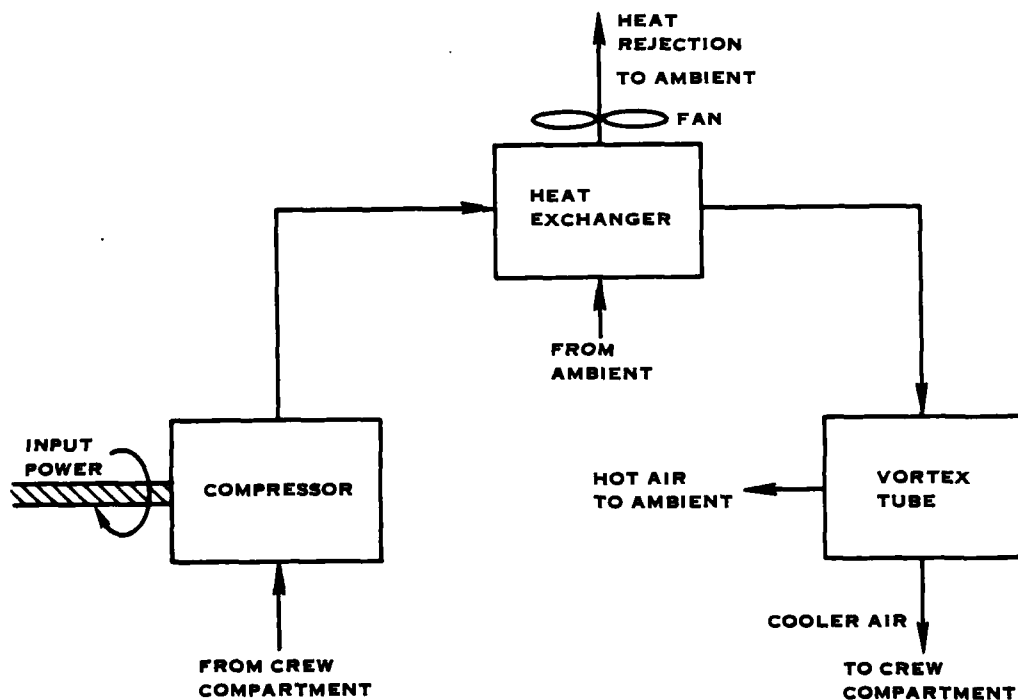 HEAT
REJECTION
TO AMBIENT
FAN
HEAT
EXCHANGER
FROM
AMBIENT
INPUT
POWER
COMPRESSOR
HOT AIR
TO AMBIENT
VORTEX
TUBE
COOLER AIR
FROM CREW
COMPARTMENT
TO CREW
COMPARTMENT